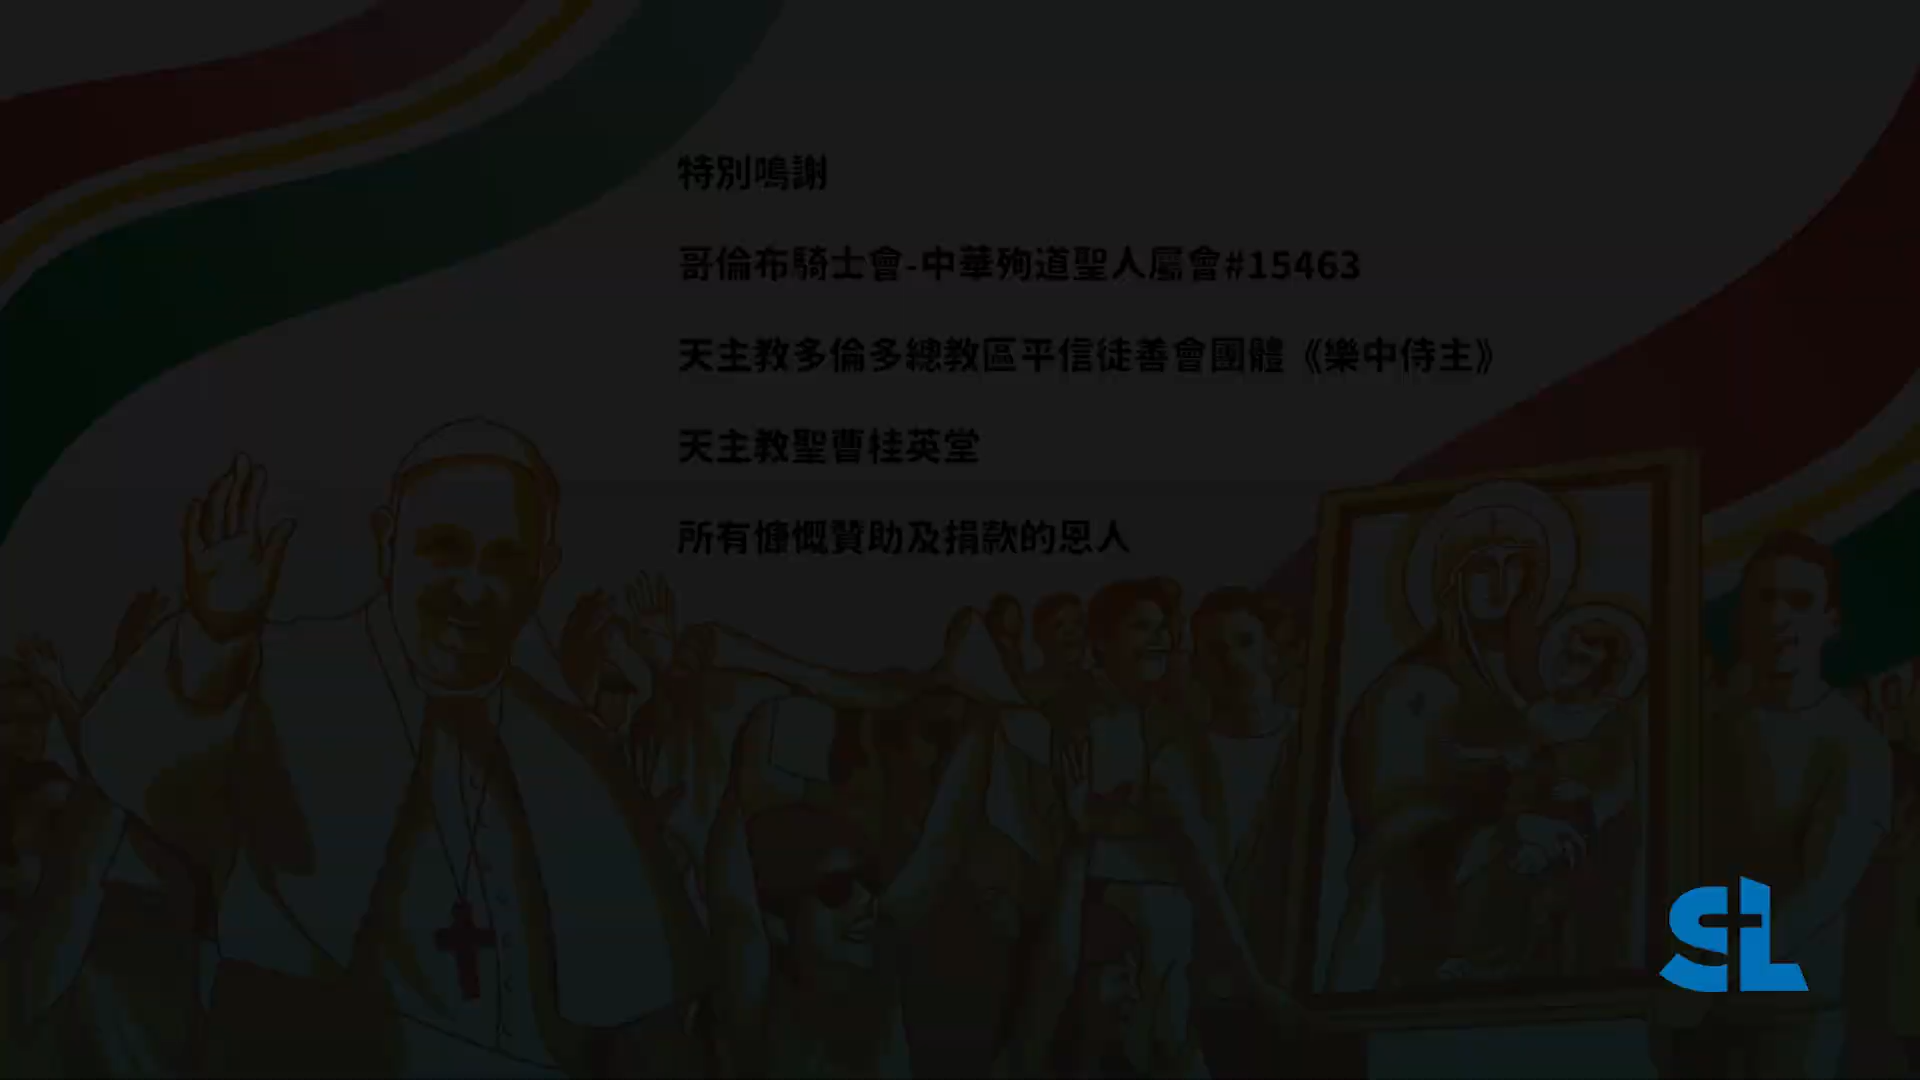 特別鳴謝
哥倫布騎士會-中華殉道聖人屬會#15463
天主教多倫多總教區平信徒善會團體《樂中侍主》
天主教聖曹桂英堂
所有慷慨贊助及捐款的恩人
SL